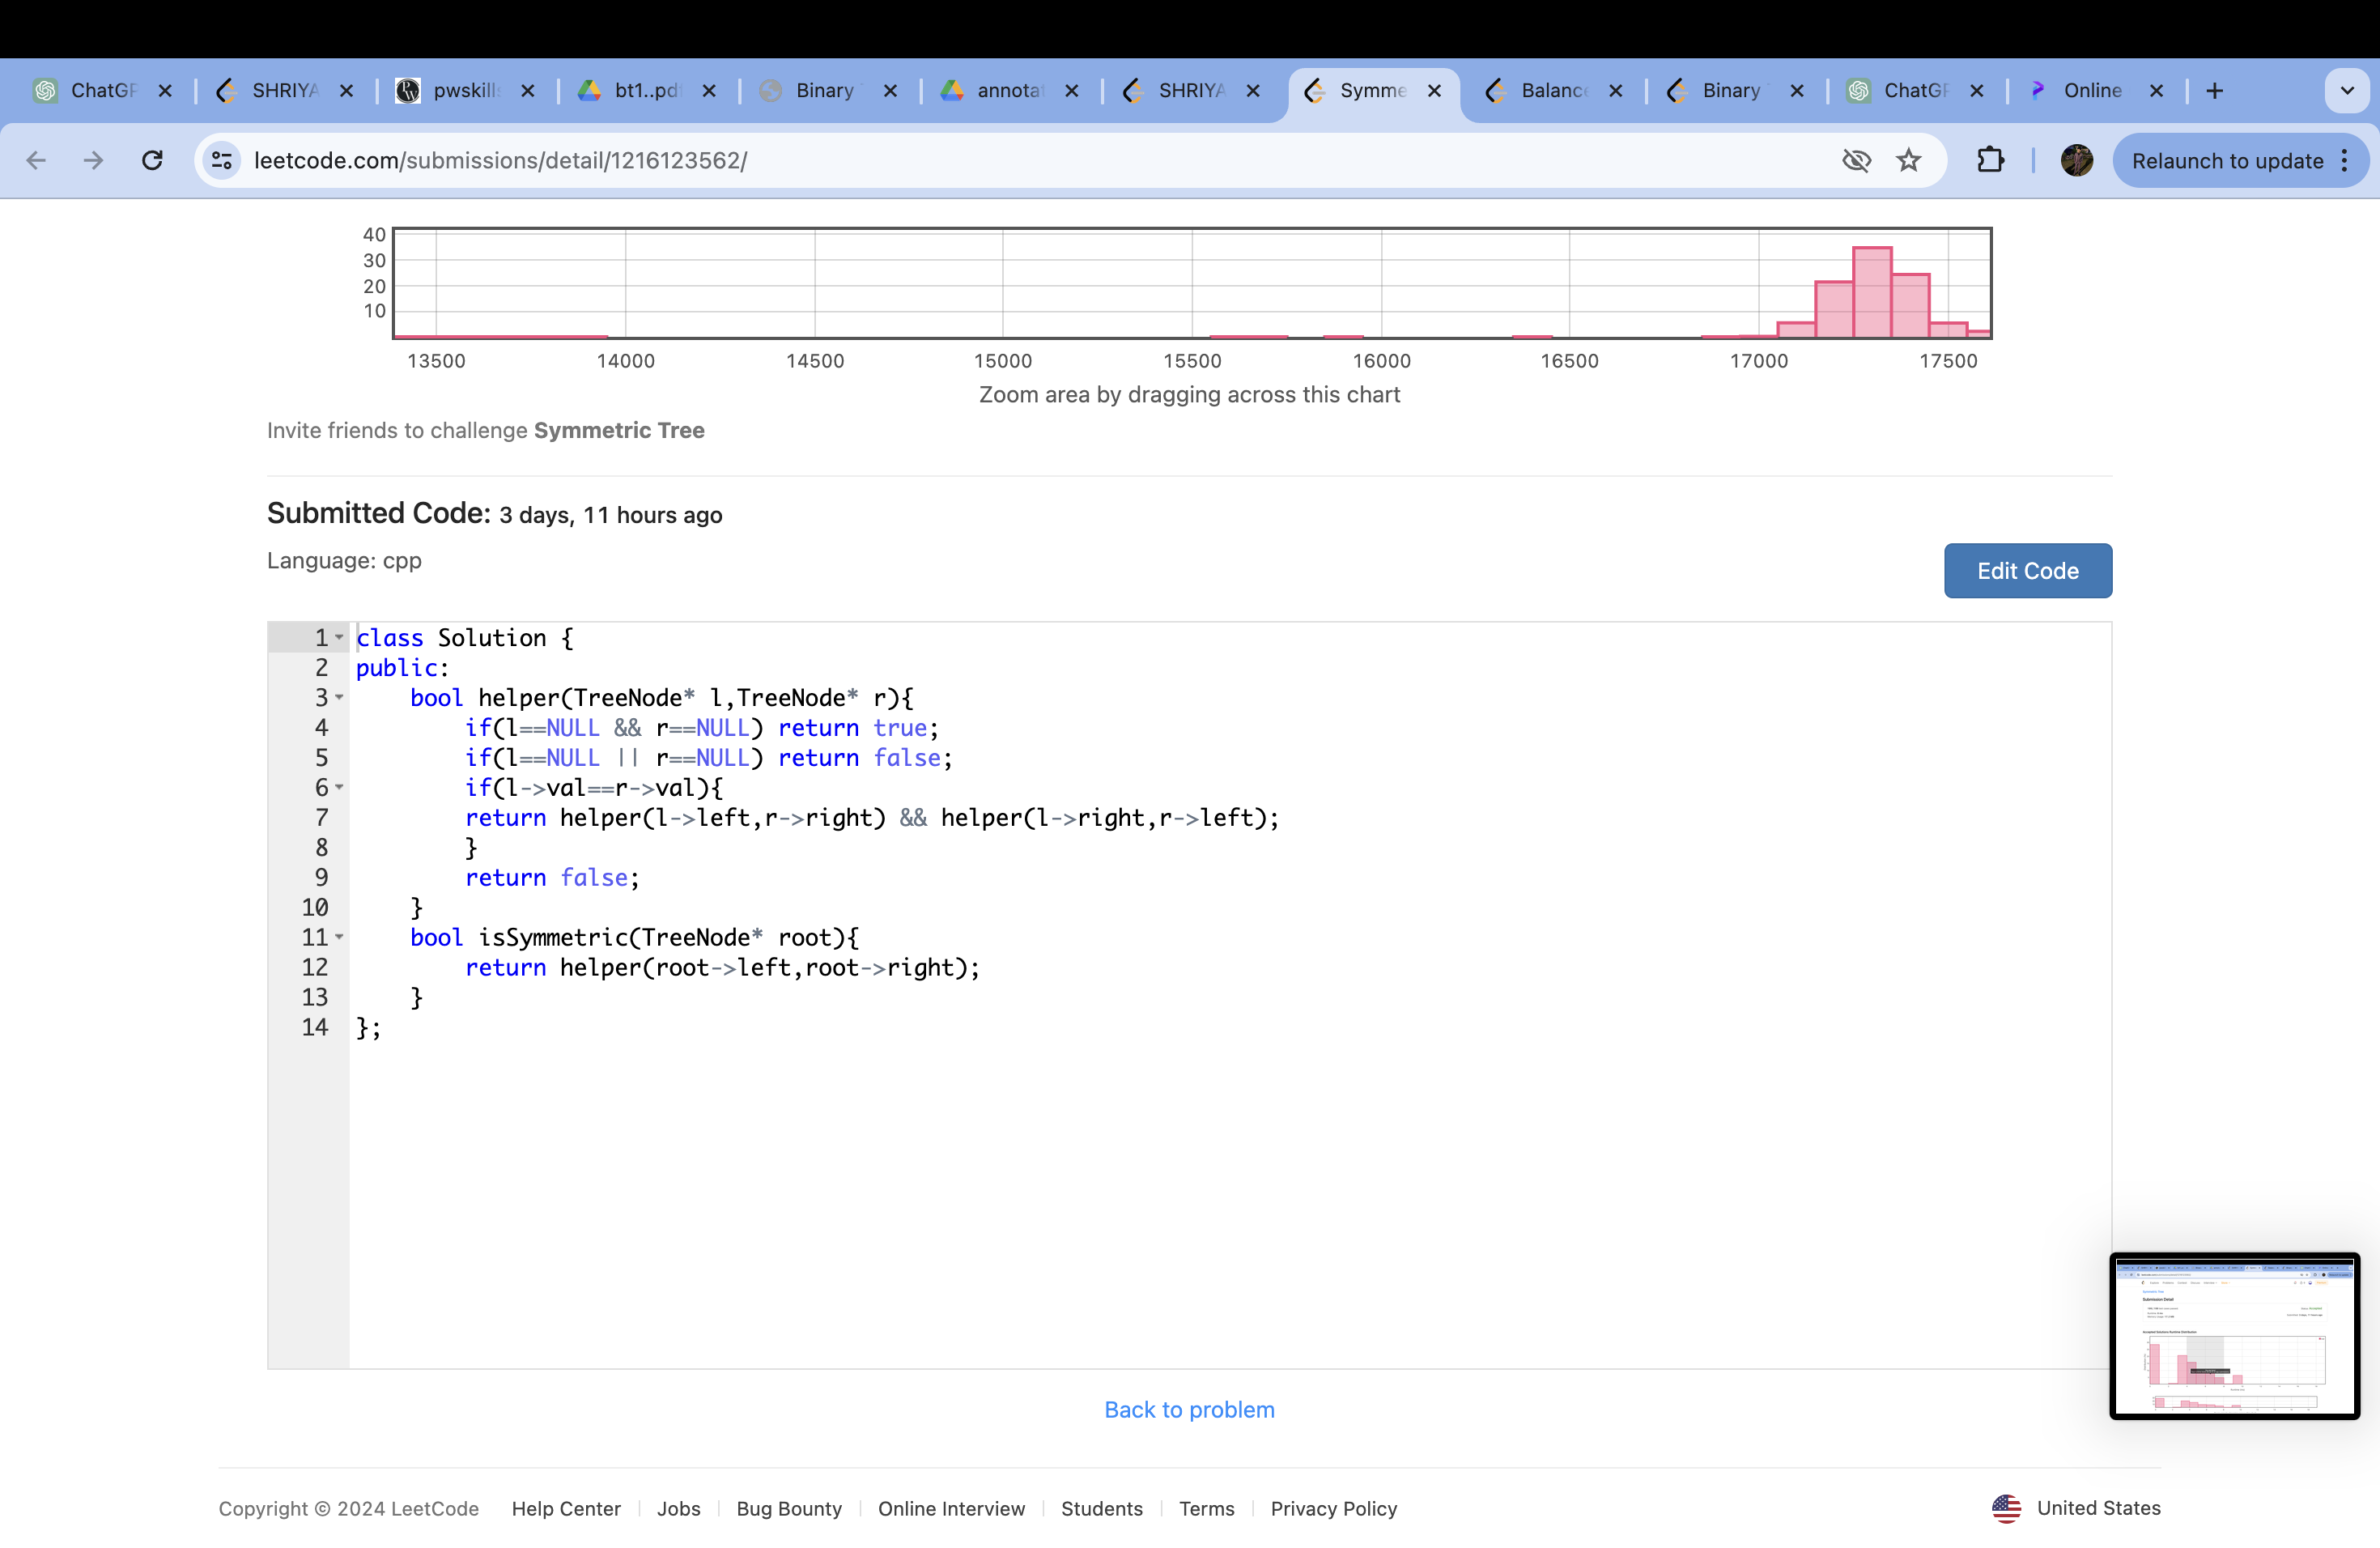 ChatGP SHRIYA pwskills bt1..pd Binary annota SHRIYA Symme Balanc Binary ChatGP Online
leetcode.com/submissions/detail/1216123562/ Relaunch to update
40
30
20
10
13500 14000 14500 15000 15500 16000 16500 17000 17500
Zoom area by dragging across this chart
Invite friends to challenge Symmetric Tree
Submitted Code: 3 days, 11 hours ago
Language: cpp
Edit Code
1 class Solution {
2 public:
3     bool helper(TreeNode* l,TreeNode* r){
4         if(l==NULL && r==NULL) return true;
5         if(l==NULL || r==NULL) return false;
6         if(l->val==r->val){
7         return helper(l->left,r->right) && helper(l->right,r->left);
8         }
9         return false;
10     }
11     bool isSymmetric(TreeNode* root){
12         return helper(root->left,root->right);
13     }
14 };
Back to problem
Copyright © 2024 LeetCode Help Center Jobs Bug Bounty Online Interview Students Terms Privacy Policy United States